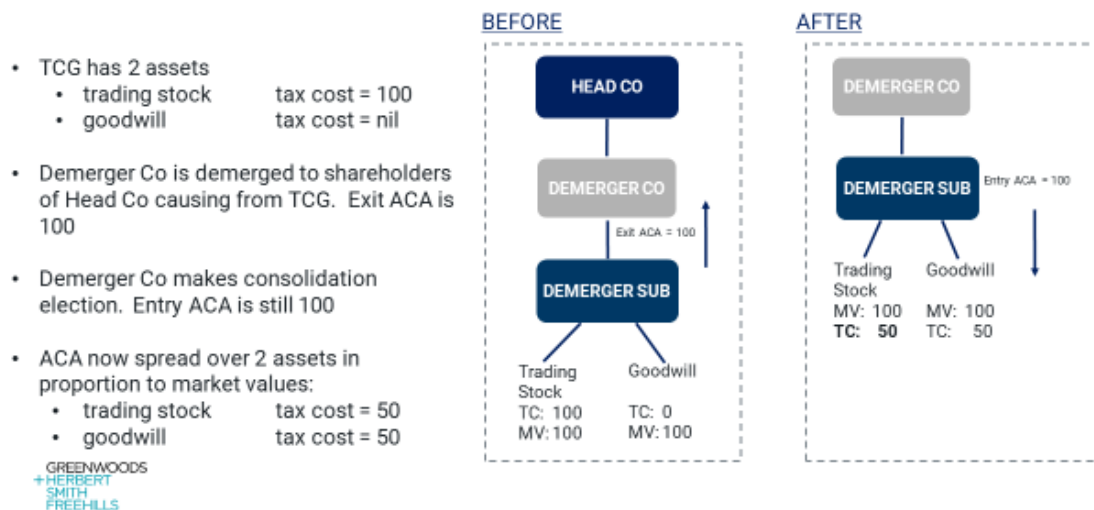 • TCG has 2 assets
• trading stock tax cost = 100
• goodwill tax cost = nil
• Demerger Co is demerged to shareholders
of Head Co causing from TCG. Exit ACA is
100
• Demerger Co makes consolidation
election. Entry ACA is still 100
• ACA now spread over 2 assets in
proportion to market values:
• trading stock tax cost = 50
• goodwill tax cost = 50
GREENWOODS
+HERBERT
SMITH
FREEHILLS
BEFORE
HEAD CO
DEMERGER CO
Exit ACA = 100
DEMERGER SUB
Trading
Stock
TC: 100
MV: 100
Goodwill
TC: 0
MV: 100
AFTER
DEMERGER CO
DEMERGER SUB
Entry ACA = 100
Trading
Stock
MV: 100
TC: 50
Goodwill
MV: 100
TC: 50